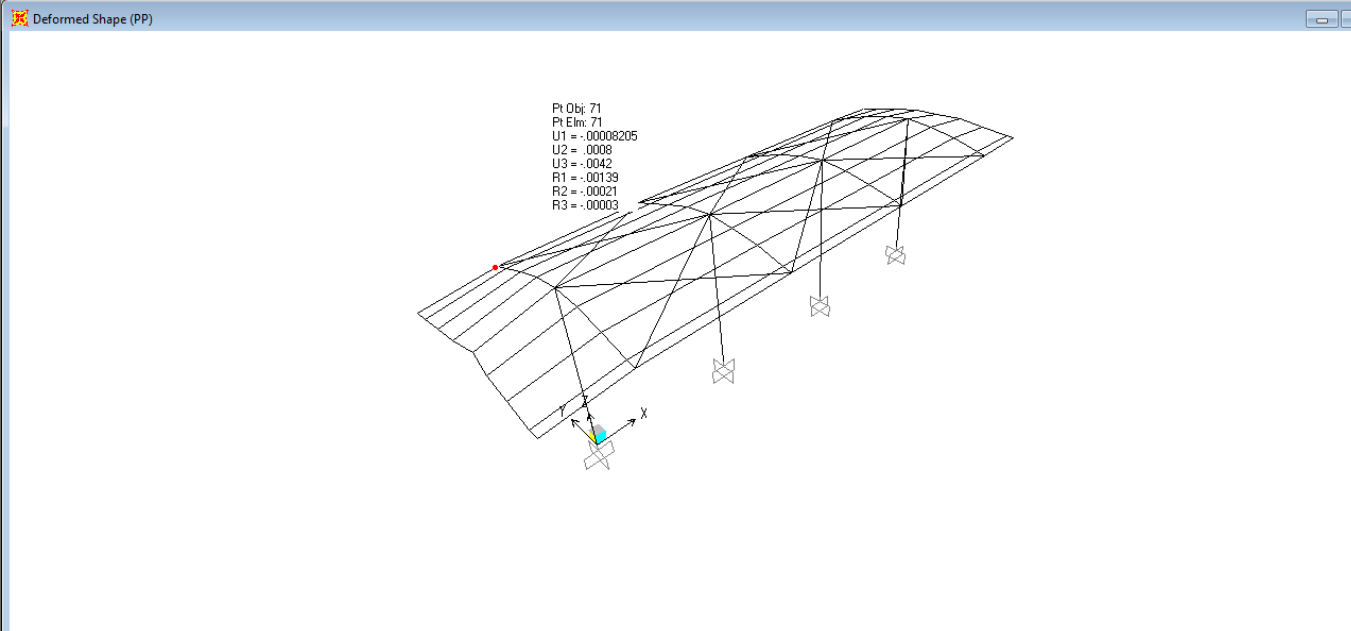 Deformed Shape (PP)
Pt Obj: 71
Pt Elm: 71
U1 = -.00008205
U2 = .0008
U3 = -.0042
R1 = -.00139
R2 = -.00021
R3 = -.00003
Y
Z
X